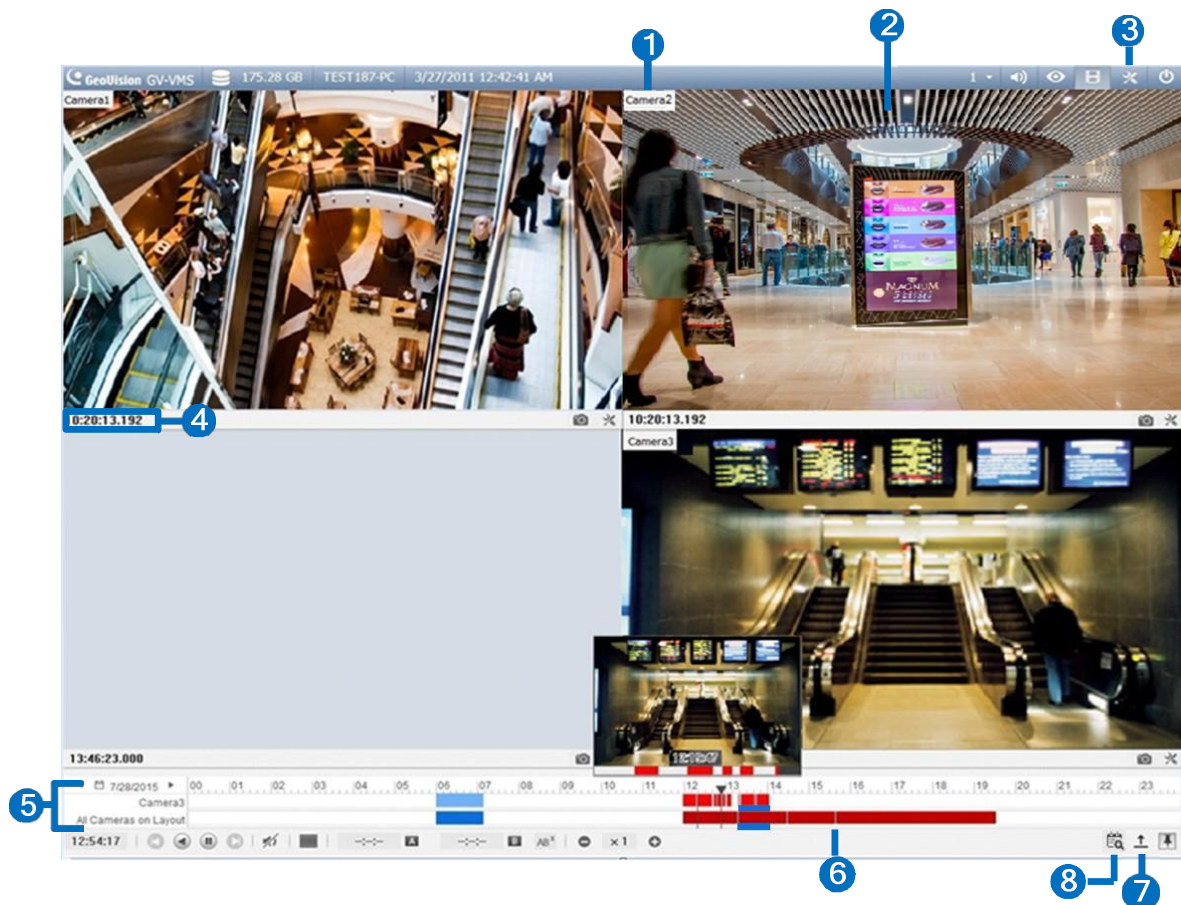 1
2
3
GeoVision GV-VMS 175.28 GB TEST187-PC 3/27/2011 12:42:41 AM 1
Camera1
Camera2
MAGNUM
0:20:13.192
4
10:20:13.192
Camera3
13:46:23.000
5
7/28/2015 00 01 02 03 04 05 06 07 08 09 10 11 12 13 14 15 16 17 18 19 20 21 22 23
Camera3
All Cameras on Layout
12:54:17 --:--:-- A --:--:-- B AB x 1
6
8
7